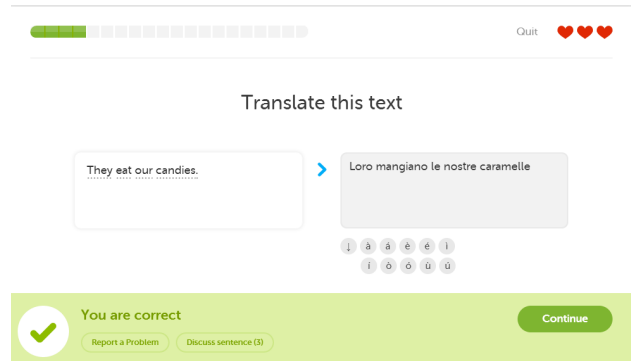 Quit
Translate this text
They eat our candies.
Loro mangiano le nostre caramelle
↓ à á è é ì
í ò ó ù ú
You are correct
Continue
Report a Problem Discuss sentence (3)